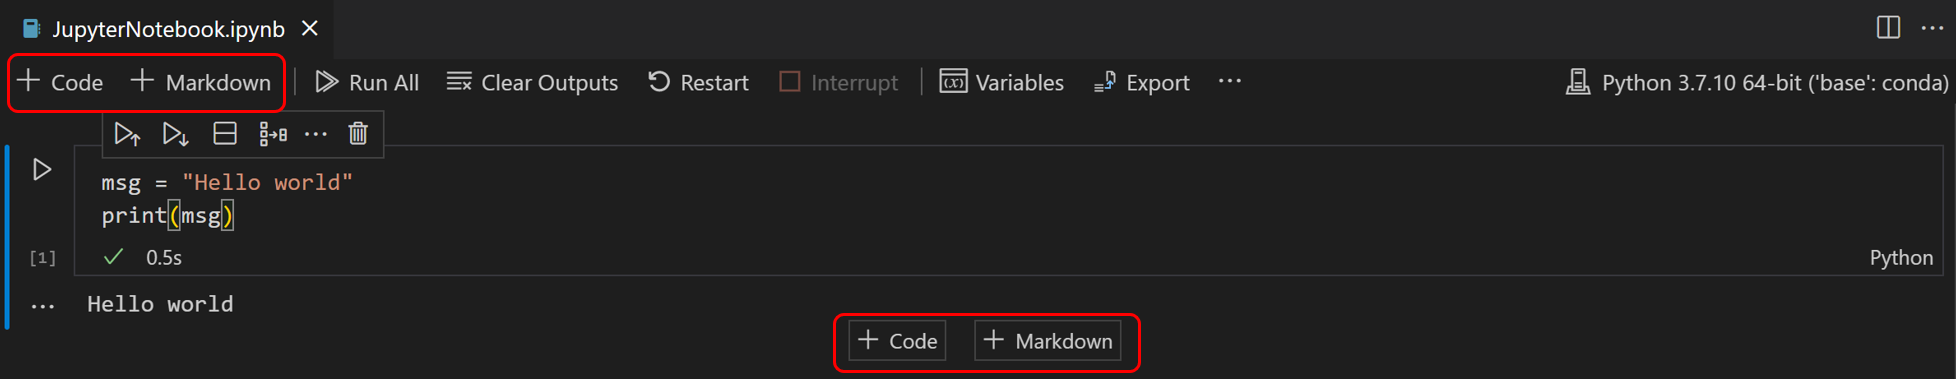 JupyterNotebook.ipynb
Code Markdown Run All Clear Outputs Restart Interrupt Variables Export ... Python 3.7.10 64-bit ('base': conda)
msg = "Hello world"
print(msg)
[1] 0.5s Python
Hello world
Code Markdown